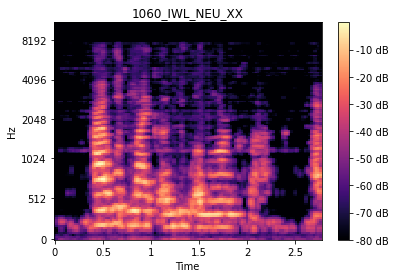 1060_IWL_NEU_XX
8192
4096
2048
1024
512
0
Hz
0 0.5 1 1.5 2 2.5
Time
-10 dB
-20 dB
-30 dB
-40 dB
-50 dB
-60 dB
-70 dB
-80 dB